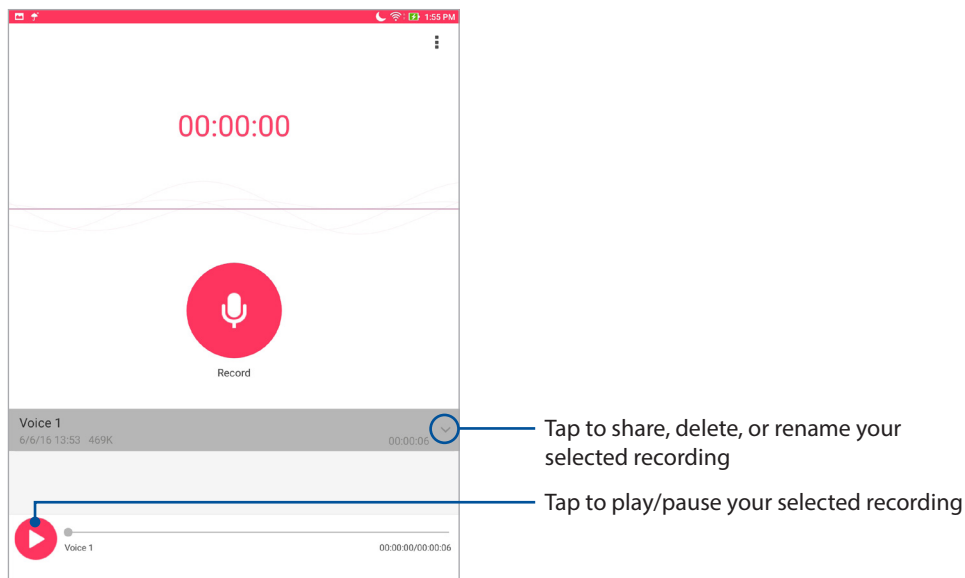 1:55 PM
00:00:00
Record
Voice 1
6/6/16 13:53 469K
00:00:06
Tap to share, delete, or rename your
selected recording
Tap to play/pause your selected recording
Voice 1
00:00:00/00:00:06